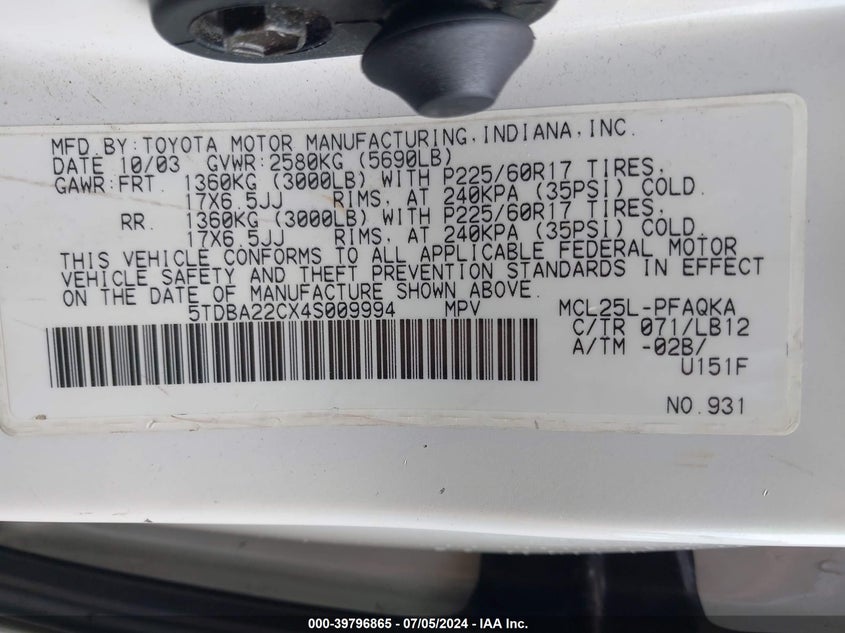 MFD.BY:TOYOTA MOTOR MANUFACTURING,INDIANA,INC.
DATE 10/03 GVWR:2580KG (5690LB)
GAWR:FRT. 1360KG (3000LB) WITH P225/60R17 TIRES,
17X6.5JJ RIMS, AT 240KPA (35PSI) COLD.
RR. 1360KG (3000LB) WITH P225/60R17 TIRES,
17X6.5JJ RIMS, AT 240KPA (35PSI) COLD.
THIS VEHICLE CONFORMS TO ALL APPLICABLE FEDERAL MOTOR
VEHICLE SAFETY AND THEFT PREVENTION STANDARDS IN EFFECT
ON THE DATE OF MANUFACTURE SHOWN ABOVE.
5TDBA22CX4S009994 MPV MCL25L-PFAQKA
C/TR 071/LB12
A/TM -02B/
U151F
NO.931
000-39796865 - 07/05/2024 - IAA Inc.